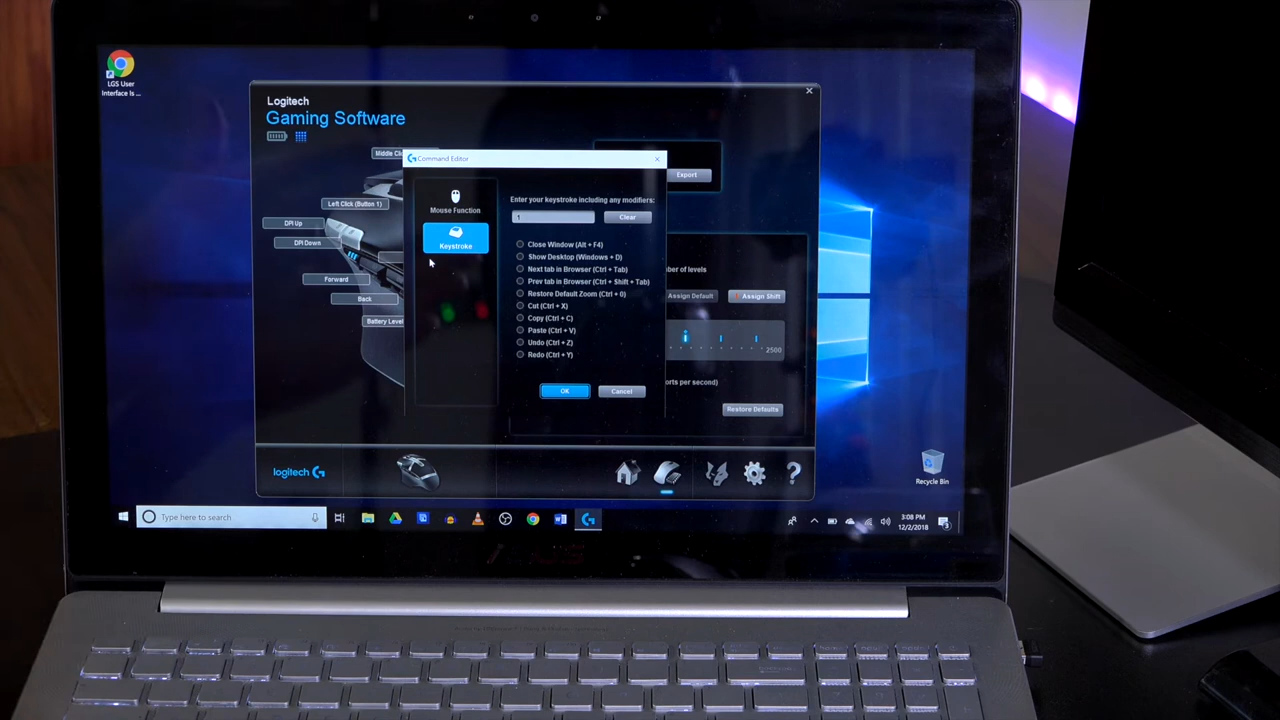 LGS User
Interface Is ...
Logitech
Gaming Software
Command Editor
Middle Cli
Left Click (Button 1)
DPI Up
DPI Down
Forward
Back
Battery Level
Mouse Function
Keystroke
Enter your keystroke including any modifiers:
1
Clear
Close Window (Alt + F4)
Show Desktop (Windows + D)
Next tab in Browser (Ctrl + Tab)
Prev tab in Browser (Ctrl + Shift + Tab)
Restore Default Zoom (Ctrl + 0)
Cut (Ctrl + X)
Copy (Ctrl + C)
Paste (Ctrl + V)
Undo (Ctrl + Z)
Redo (Ctrl + Y)
OK
Cancel
Export
mber of levels
Assign Default
Assign Shift
2500
orts per second)
Restore Defaults
logitech G
?
Recycle Bin
Type here to search
3:08 PM
12/2/2018